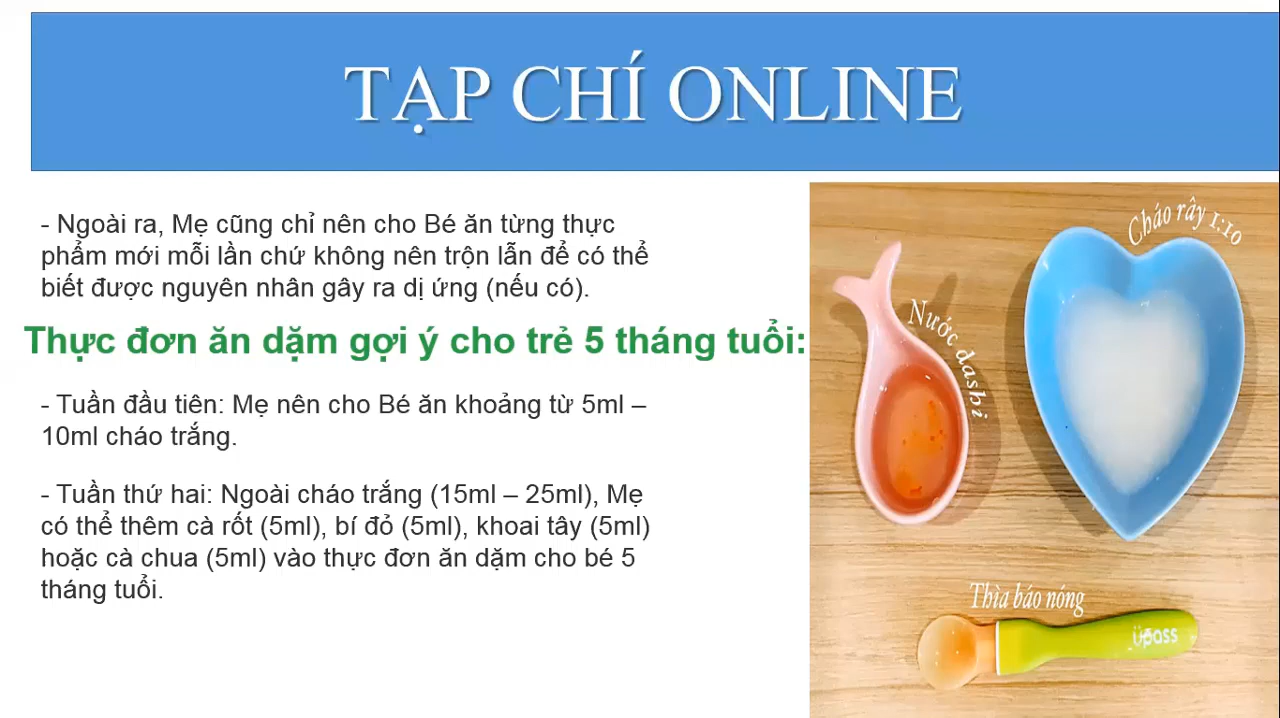 TẠP CHÍ ONLINE
- Ngoài ra, Mẹ cũng chỉ nên cho Bé ăn từng thực
phẩm mới mỗi lần chứ không nên trộn lẫn để có thể
biết được nguyên nhân gây ra dị ứng (nếu có).
Thực đơn ăn dặm gợi ý cho trẻ 5 tháng tuổi:
- Tuần đầu tiên: Mẹ nên cho Bé ăn khoảng từ 5ml –
10ml cháo trắng.
- Tuần thứ hai: Ngoài cháo trắng (15ml – 25ml), Mẹ
có thể thêm cà rốt (5ml), bí đỏ (5ml), khoai tây (5ml)
hoặc cà chua (5ml) vào thực đơn ăn dặm cho bé 5
tháng tuổi.
Cháo rây 1:10
Nước dashi
Thìa báo nóng
Üpass